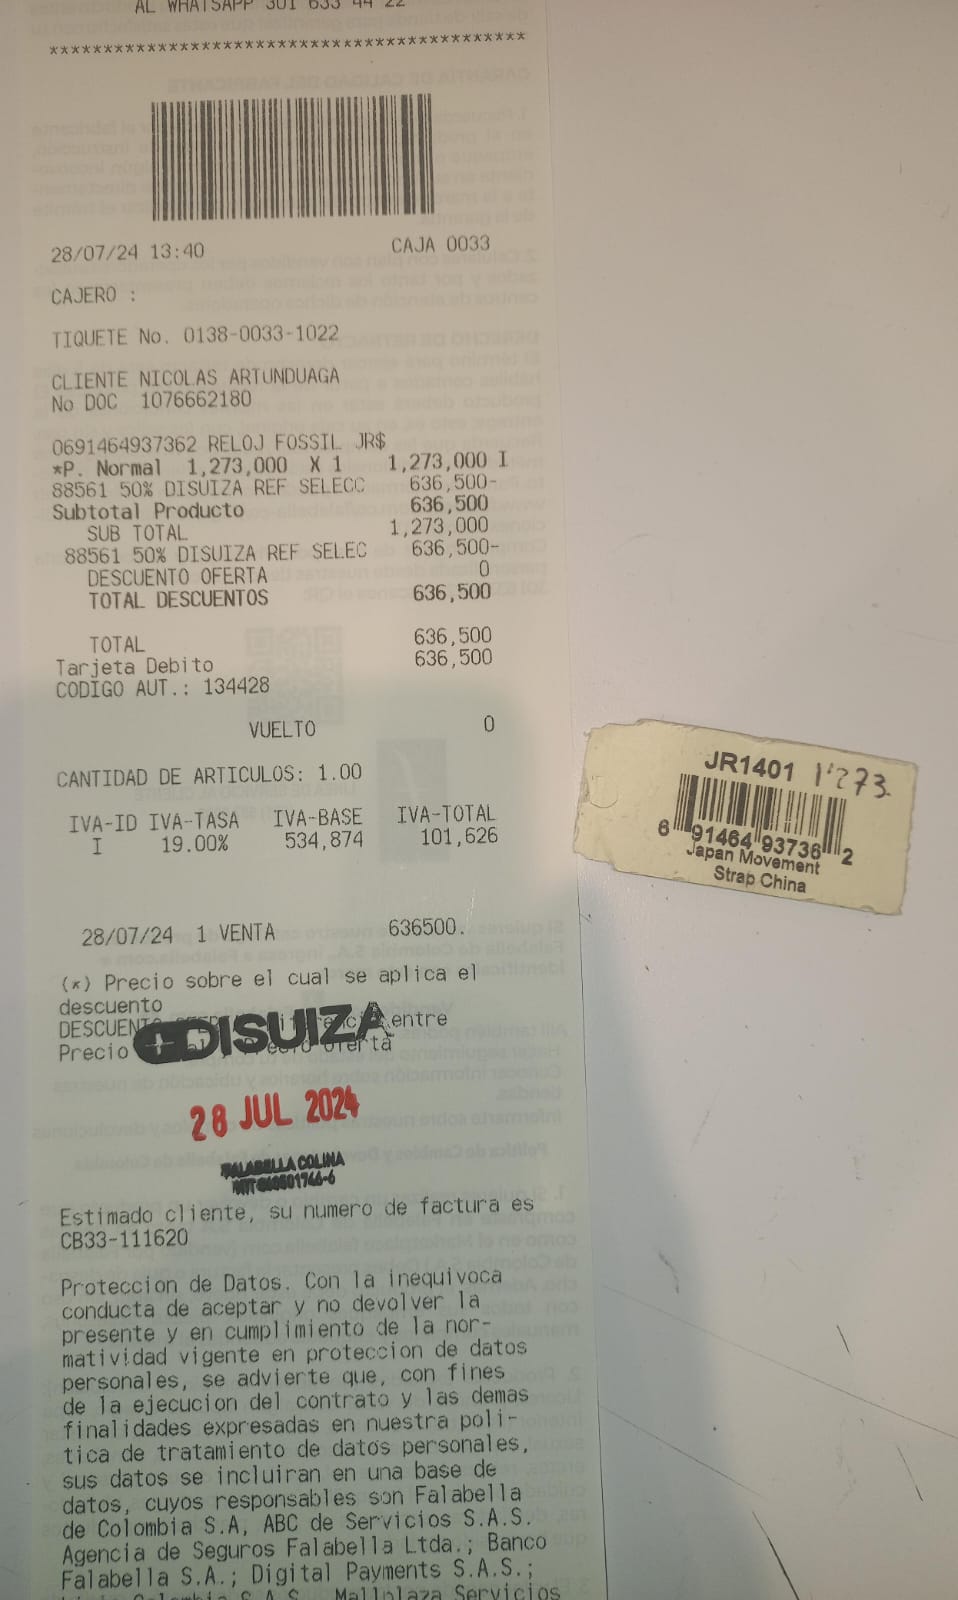 AL WHATSAPP 301 633 44 22
********************************************
28/07/24 13:40 CAJA 0033
CAJERO :
TIQUETE No. 0138-0033-1022
CLIENTE NICOLAS ARTUNDUAGA
No DOC 1076662180
0691464937362 RELOJ FOSSIL JR$
*P. Normal 1,273,000 X 1 1,273,000 I
88561 50% DISUIZA REF SELECC 636,500-
Subtotal Producto 636,500
SUB TOTAL 1,273,000
88561 50% DISUIZA REF SELEC 636,500-
DESCUENTO OFERTA 0
TOTAL DESCUENTOS 636,500
TOTAL 636,500
Tarjeta Debito 636,500
CODIGO AUT.: 134428
VUELTO 0
CANTIDAD DE ARTICULOS: 1.00
IVA-ID IVA-TASA IVA-BASE IVA-TOTAL
I 19.00% 534,874 101,626
28/07/24 1 VENTA 636500.
(*) Precio sobre el cual se aplica el
descuento
DESCUENTO entre
Precio oferta
DISUIZA
28 JUL 2024
FALABELLA COLINA
Estimado cliente, su numero de factura es
CB33-111620
Proteccion de Datos. Con la inequivoca
conducta de aceptar y no devolver la
presente y en cumplimiento de la nor-
matividad vigente en proteccion de datos
personales, se advierte que, con fines
de la ejecucion del contrato y las demas
finalidades expresadas en nuestra poli-
tica de tratamiento de datos personales,
sus datos se incluiran en una base de
datos, cuyos responsables son Falabella
de Colombia S.A, ABC de Servicios S.A.S.
Agencia de Seguros Falabella Ltda.; Banco
Falabella S.A.; Digital Payments S.A.S.;
Colombia S.A.S. Mallplaza Servicios
JR1401 1'273.
6 91464 93736 2
Japan Movement
Strap China